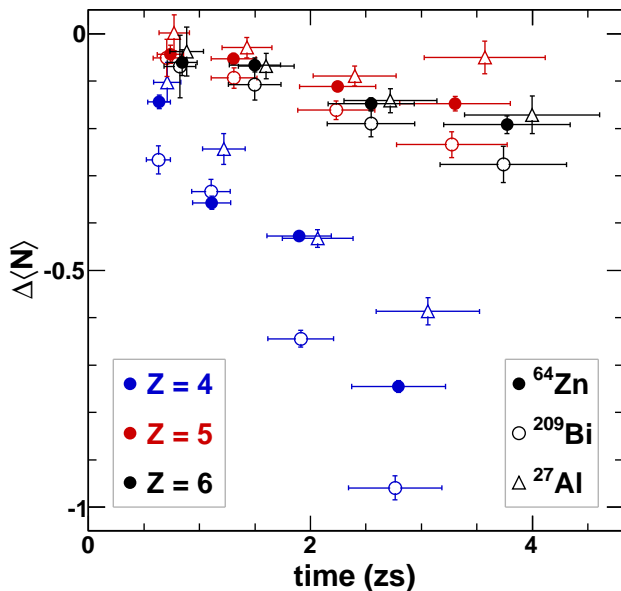 0
-0.5
-1
Δ⟨N⟩
Z = 4
Z = 5
Z = 6
⁶⁴Zn
²⁰⁹Bi
²⁷Al
0 2 4
time (zs)